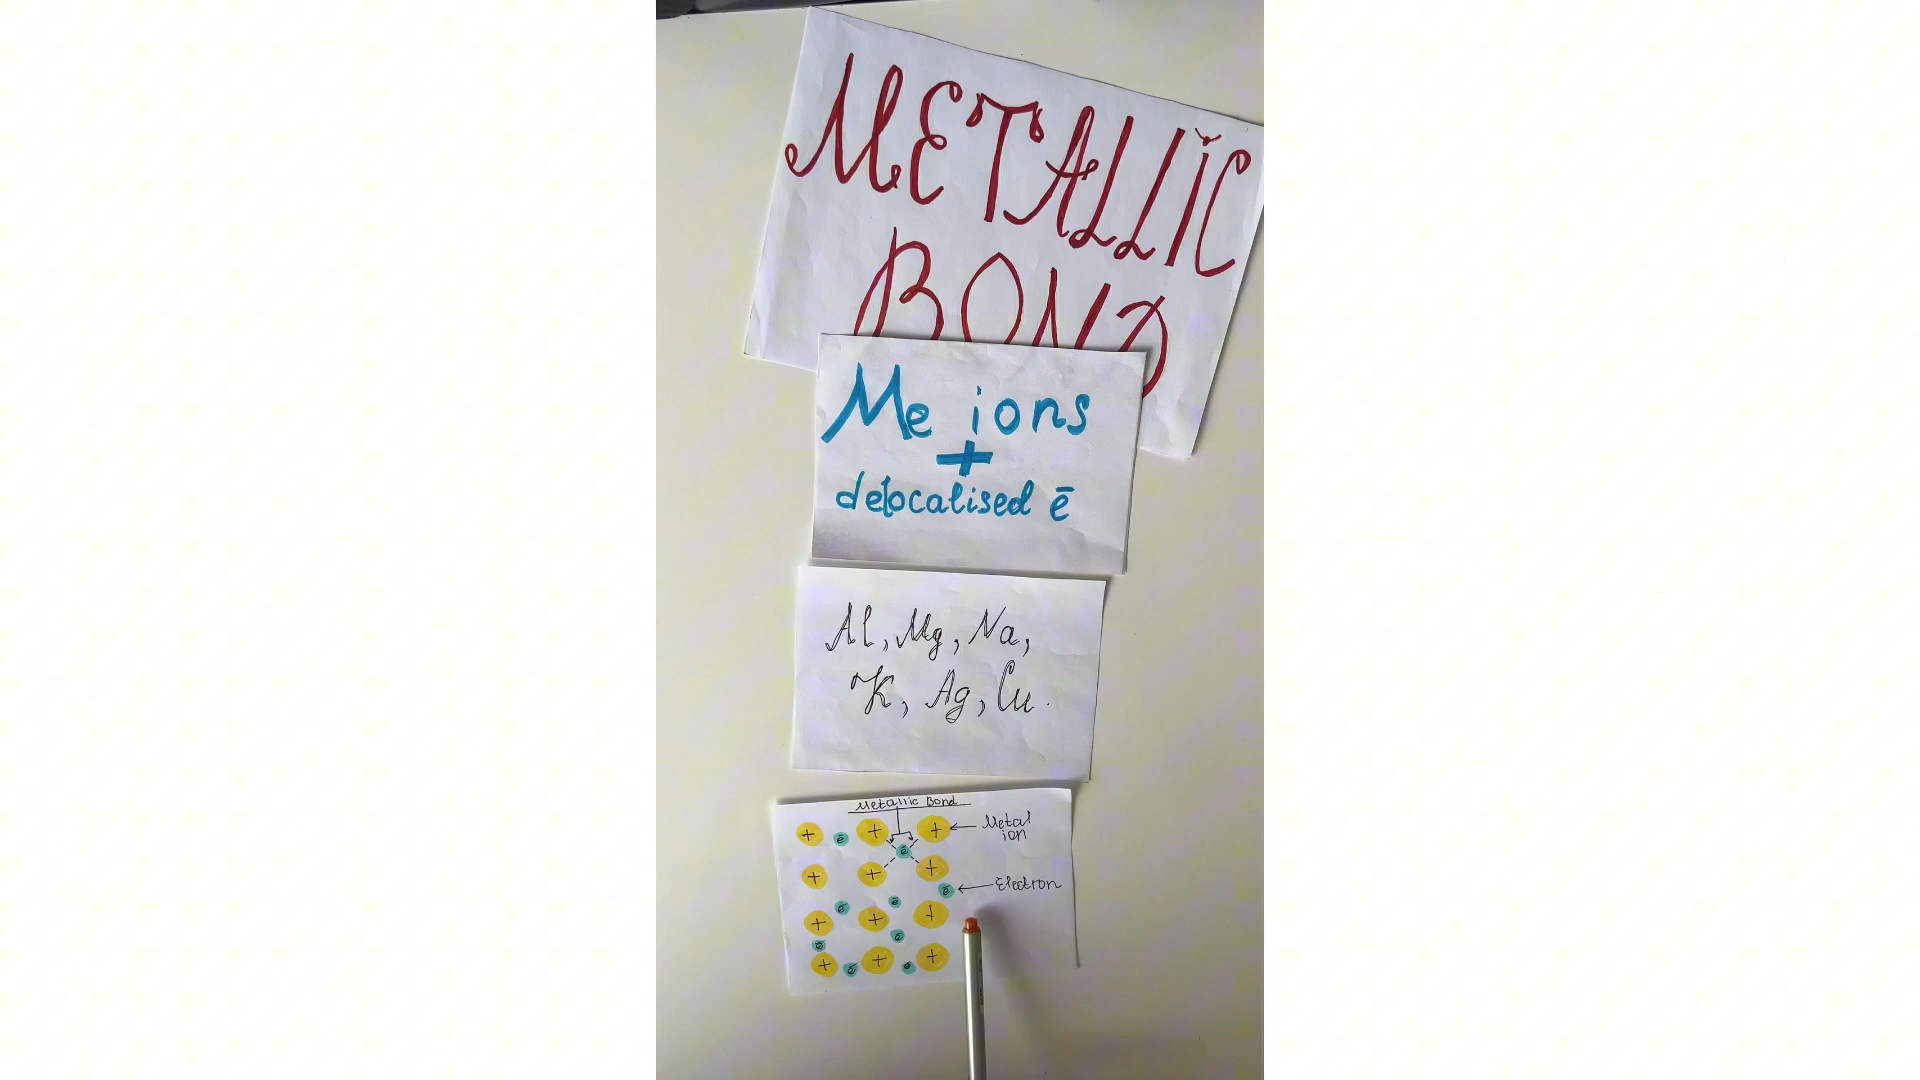 METALLIC
BOND
Me ions
+
delocalised ē
Al, Mg, Na,
K, Ag, Cu.
Metallic Bond
+ ē + + Metal
ion
ē
+ + +
ē Electron
ē ē
+ + +
ē ē
+ + +
ē ē